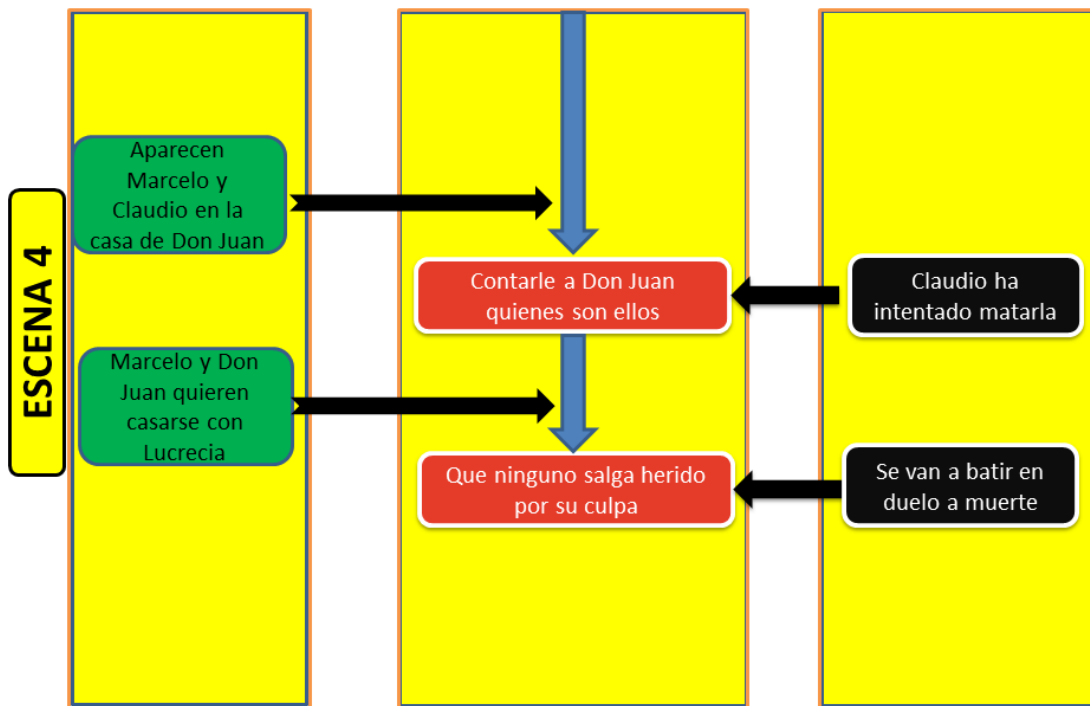 ESCENA 4
Aparecen
Marcelo y
Claudio en la
casa de Don Juan
Contarle a Don Juan
quienes son ellos
Claudio ha
intentado matarla
Marcelo y Don
Juan quieren
casarse con
Lucrecia
Que ninguno salga herido
por su culpa
Se van a batir en
duelo a muerte